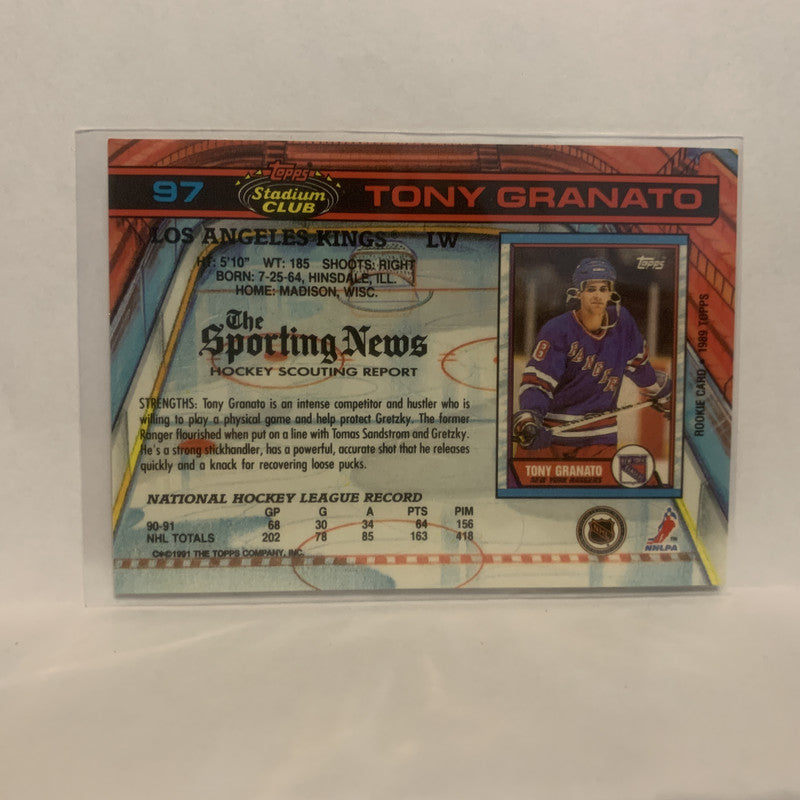 97
Topps
Stadium
CLUB
TONY GRANATO
LOS ANGELES KINGS® LW
HT: 5'10" WT: 185 SHOOTS: RIGHT
BORN: 7-25-64, HINSDALE, ILL.
HOME: MADISON, WISC.
The
Sporting News
HOCKEY SCOUTING REPORT
STRENGTHS: Tony Granato is an intense competitor and hustler who is
willing to play a physical game and help protect Gretzky. The former
Ranger flourished when put on a line with Tomas Sandstrom and Gretzky.
He's a strong stickhandler, has a powerful, accurate shot that he releases
quickly and a knack for recovering loose pucks.
NATIONAL HOCKEY LEAGUE RECORD
GP G A PTS PIM
90-91 68 30 34 64 156
NHL TOTALS 202 78 85 163 418
©1991 THE TOPPS COMPANY, INC.
TOPPS
8
RANGER
8
TONY GRANATO
NEW YORK RANGERS
ROOKIE CARD • 1989 TOPPS
NHL
NHLPA
TM